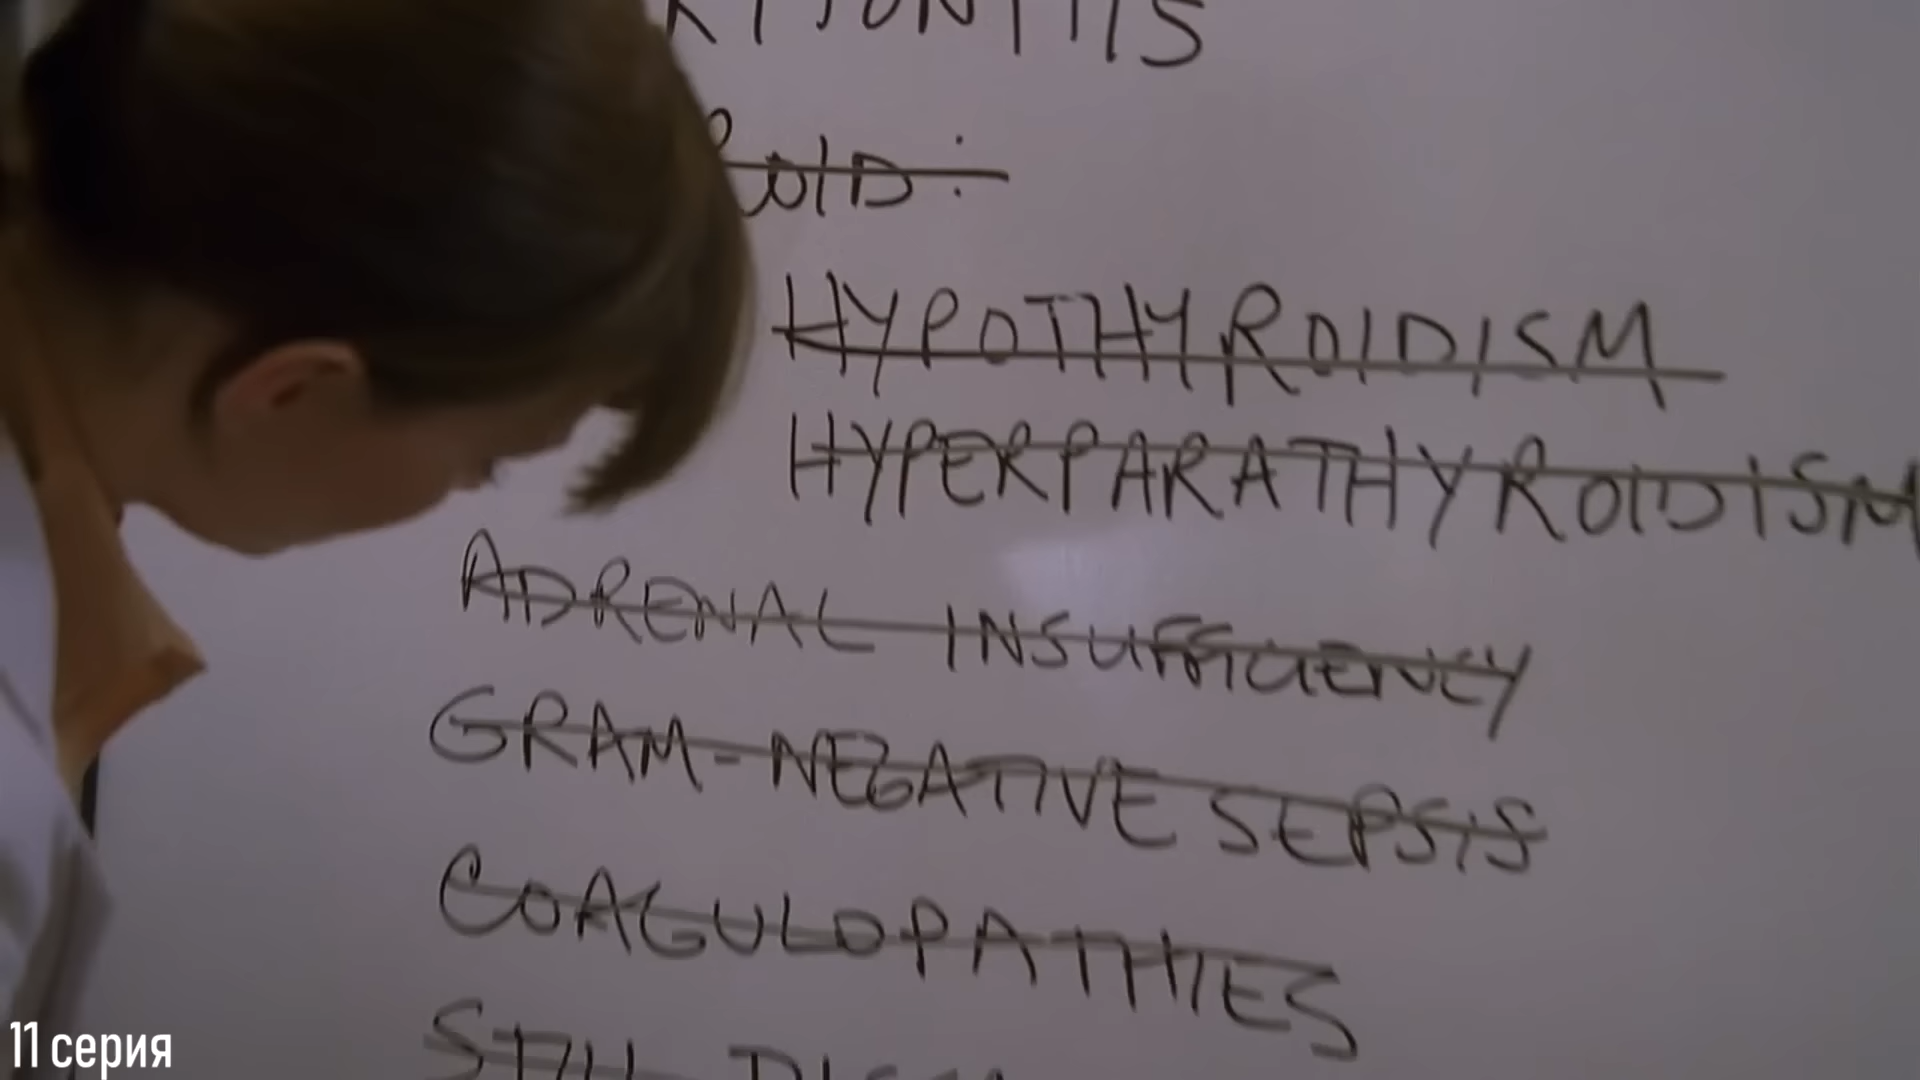 HYPOTHYROIDISM
HYPERPARATHYROIDISM
ADRENAL INSUFFICIENCY
GRAM-NEGATIVE SEPSIS
COAGULOPATHIES
11 серия